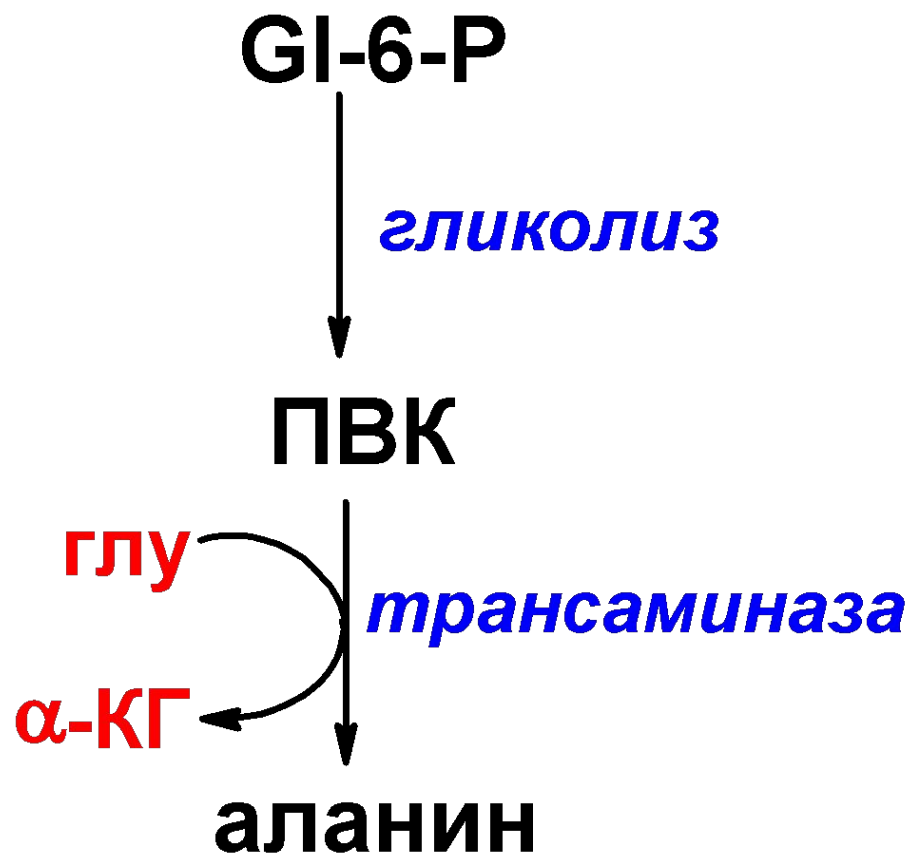 Gl-6-P
гликолиз
ПВК
глу
трансаминаза
α-КГ
аланин